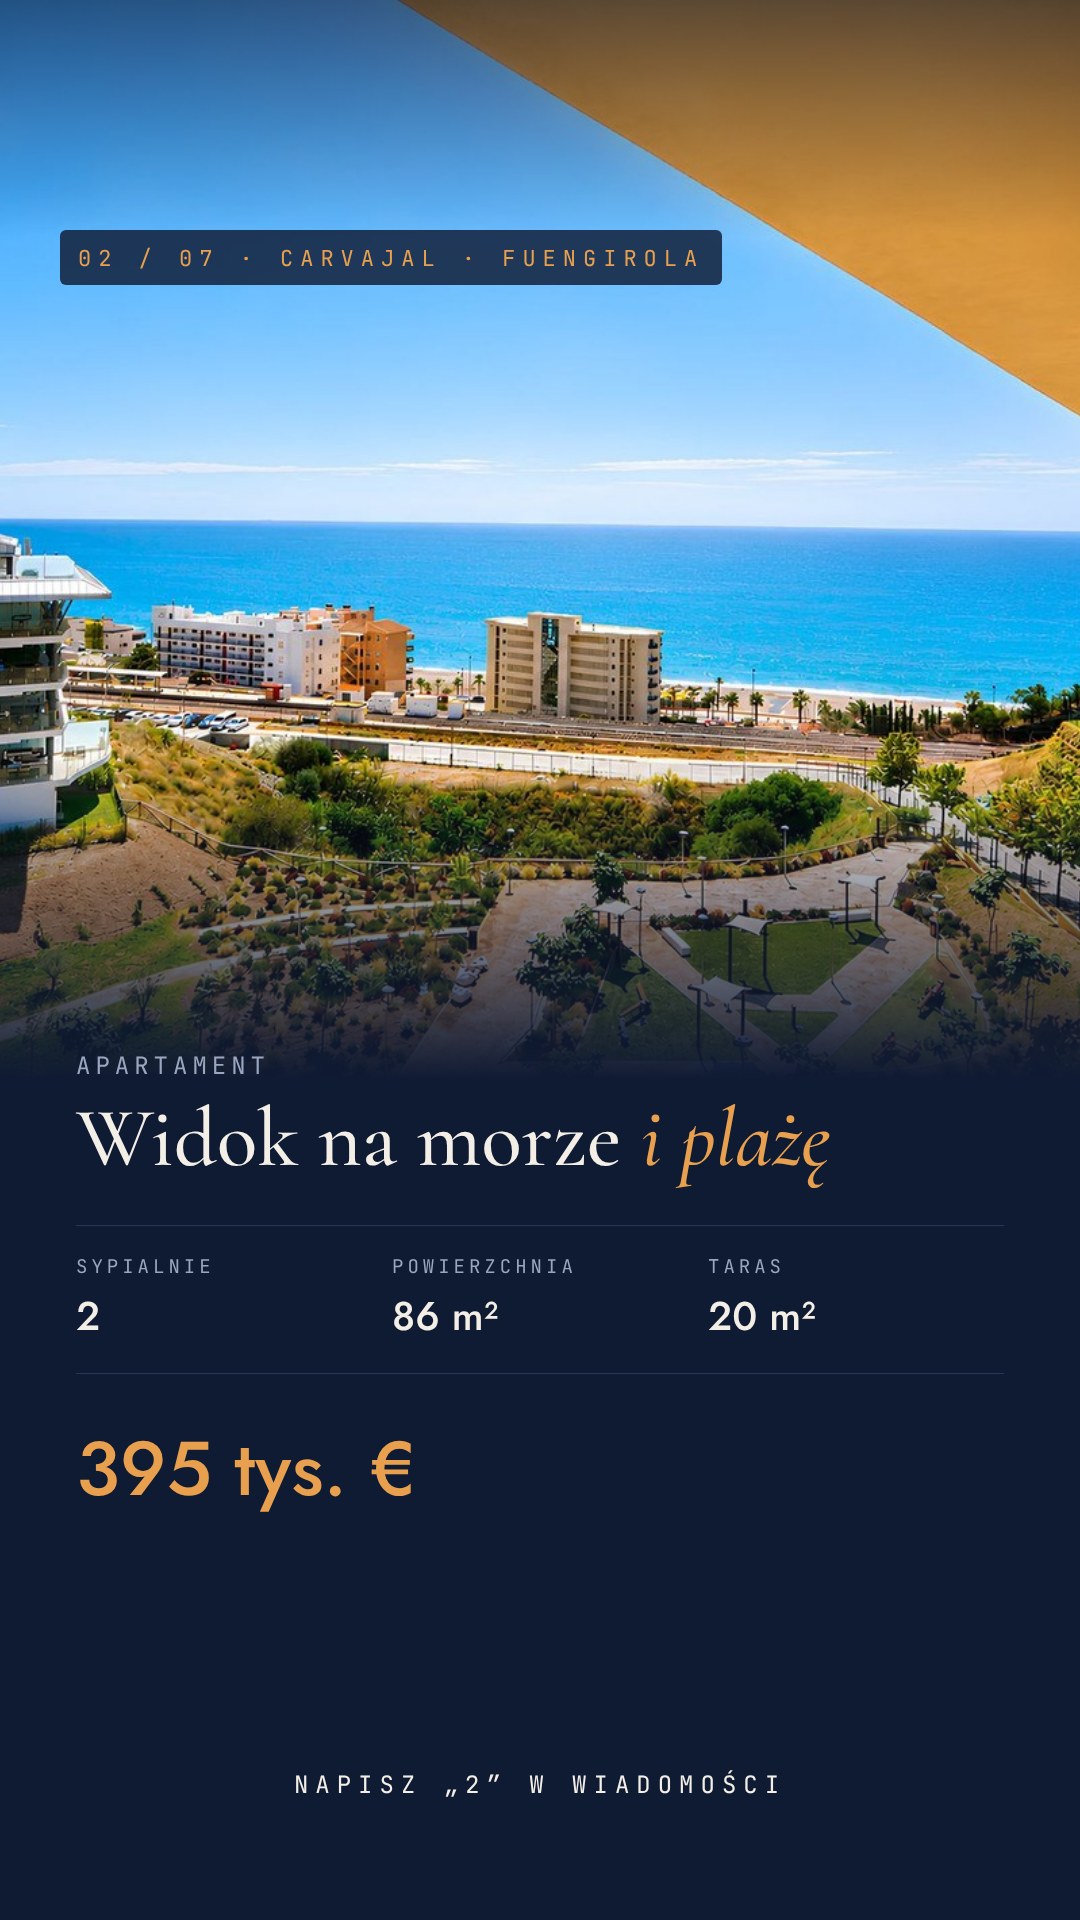 02 / 07 · CARVAJAL · FUENGIROLA
APARTAMENT
Widok na morze i plażę
SYPIALNIE POWIERZCHNIA TARAS
2 86 m² 20 m²
395 tys. €
NAPISZ „2” W WIADOMOŚCI